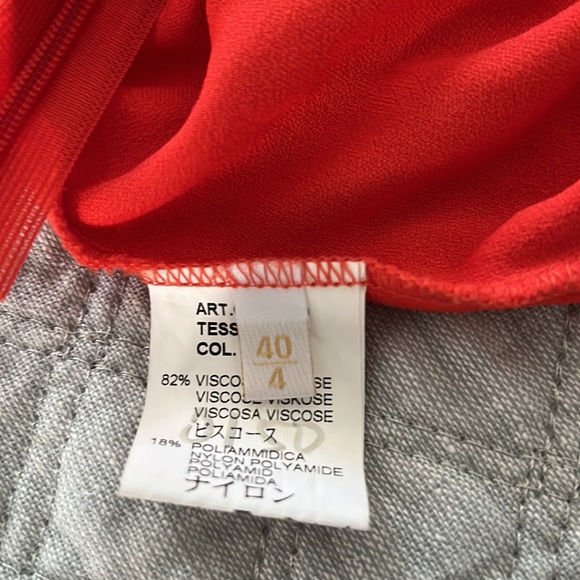 ART.
TESS
COL.
40
4
82% VISCOSE
VISCOSE VISKOSE
VISCOSA VISCOSE
ビスコース
18% POLIAMMIDICA
NYLON POLYAMIDE
POLYAMID
POLIAMIDA
ナイロン